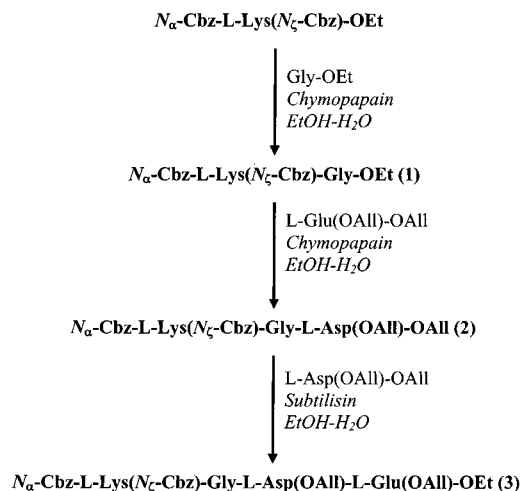 Nα-Cbz-L-Lys(Nζ-Cbz)-OEt
Gly-OEt
Chymopapain
EtOH-H₂O
Nα-Cbz-L-Lys(Nζ-Cbz)-Gly-OEt (1)
L-Glu(OAll)-OAll
Chymopapain
EtOH-H₂O
Nα-Cbz-L-Lys(Nζ-Cbz)-Gly-L-Asp(OAll)-OAll (2)
L-Asp(OAll)-OAll
Subtilisin
EtOH-H₂O
Nα-Cbz-L-Lys(Nζ-Cbz)-Gly-L-Asp(OAll)-L-Glu(OAll)-OEt (3)